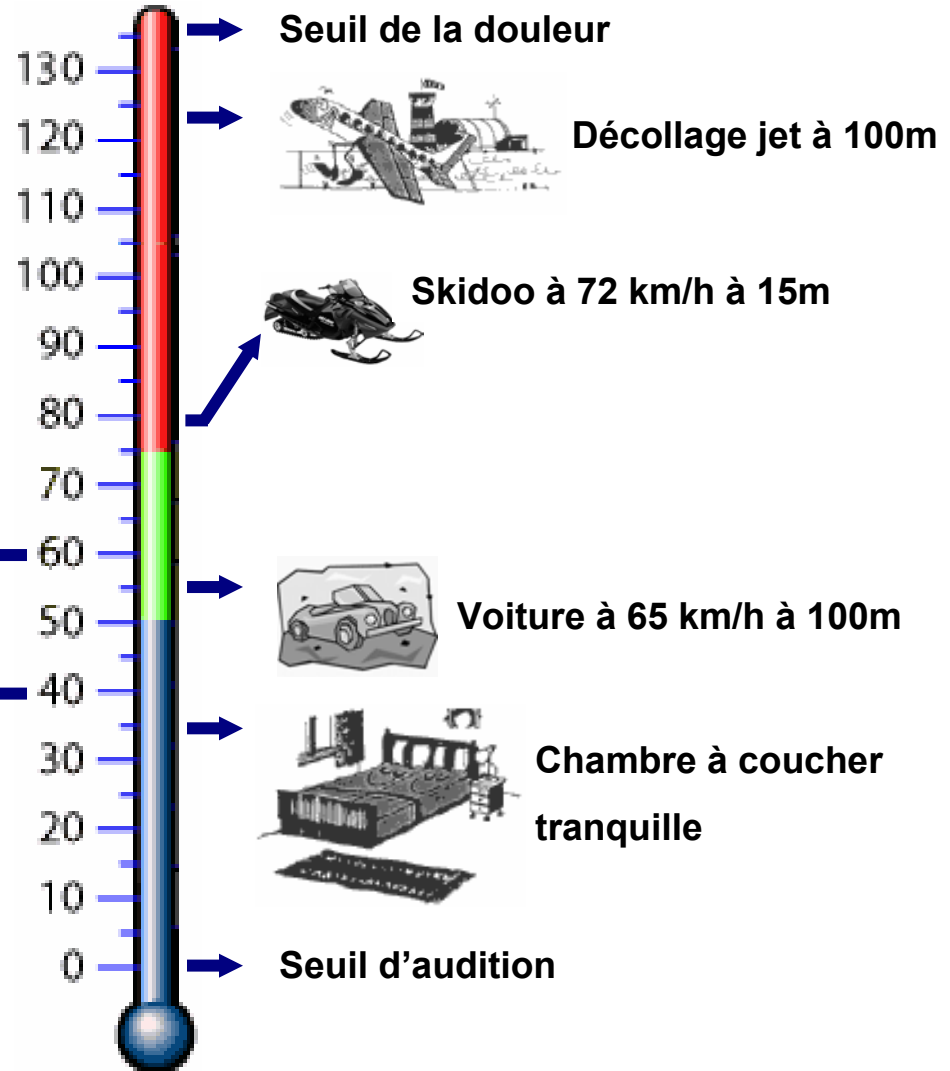 Seuil de la douleur
130
120
Décollage jet à 100m
110
100
Skidoo à 72 km/h à 15m
90
80
70
60
50
Voiture à 65 km/h à 100m
40
30
Chambre à coucher
tranquille
20
10
0
Seuil d’audition